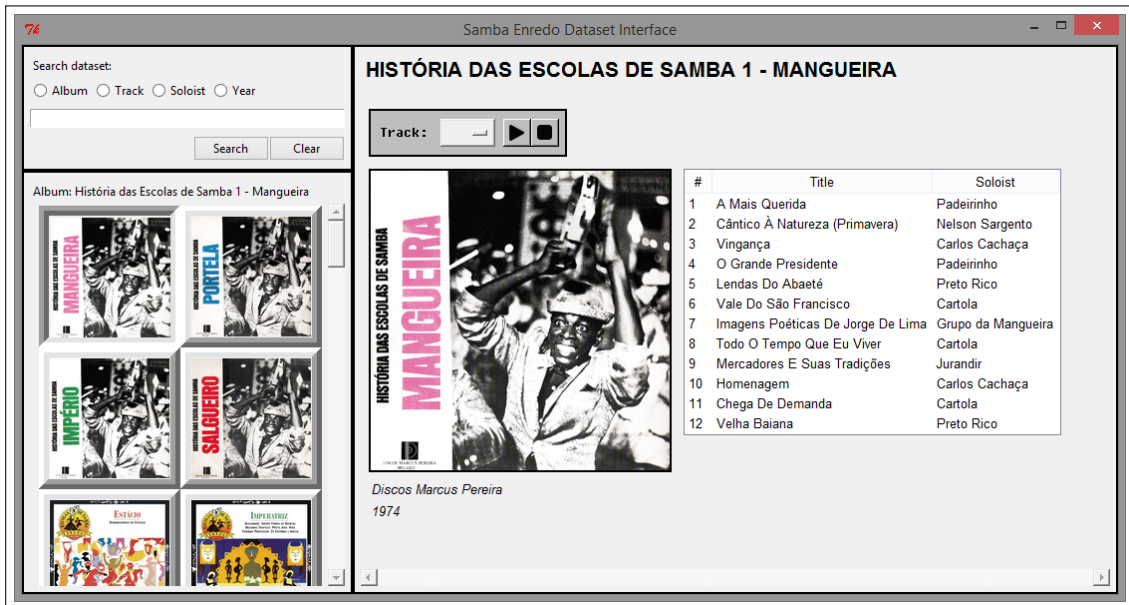 Samba Enredo Dataset Interface
Search dataset:
Album Track Soloist Year
Search Clear
Album: História das Escolas de Samba 1 - Mangueira
HISTÓRIA DAS ESCOLAS DE SAMBA
MANGUEIRA
HISTÓRIA DAS ESCOLAS DE SAMBA
PORTELA
HISTÓRIA DAS ESCOLAS DE SAMBA
IMPÉRIO
HISTÓRIA DAS ESCOLAS DE SAMBA
SALGUEIRO
ESTÁCIO
IMPERATRIZ
HISTÓRIA DAS ESCOLAS DE SAMBA 1 - MANGUEIRA
Track:
HISTÓRIA DAS ESCOLAS DE SAMBA
MANGUEIRA
DISCOS MARCUS PEREIRA
Discos Marcus Pereira
1974
# Title Soloist
1 A Mais Querida Padeirinho
2 Cântico À Natureza (Primavera) Nelson Sargento
3 Vingança Carlos Cachaça
4 O Grande Presidente Padeirinho
5 Lendas Do Abaeté Preto Rico
6 Vale Do São Francisco Cartola
7 Imagens Poéticas De Jorge De Lima Grupo da Mangueira
8 Todo O Tempo Que Eu Viver Cartola
9 Mercadores E Suas Tradições Jurandir
10 Homenagem Carlos Cachaça
11 Chega De Demanda Cartola
12 Velha Baiana Preto Rico